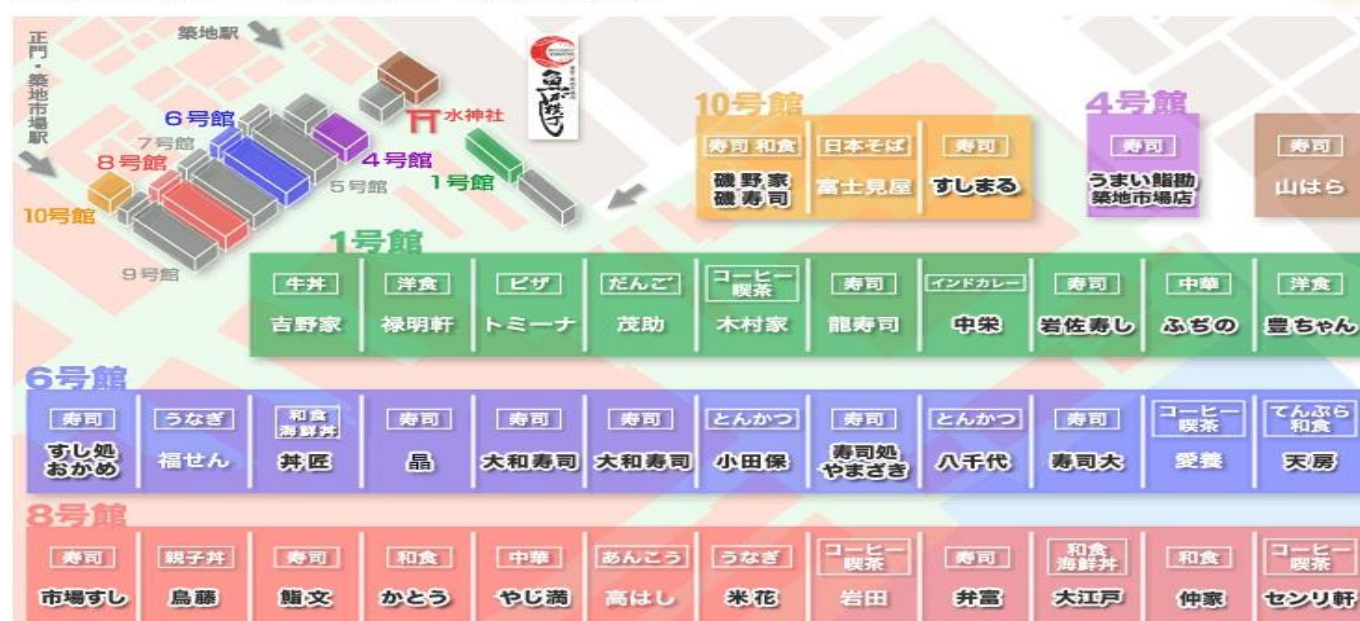 正門・築地市場駅
築地駅
6号館
7号館
8号館
10号館
9号館
5号館
4号館
1号館
水神社
魚がし横丁
10号館
寿司 和食
磯野家
磯寿司
日本そば
富士見屋
寿司
すしまる
4号館
寿司
うまい鮨勘
築地市場店
寿司
山はら
1号館
牛丼
吉野家
洋食
禄明軒
ピザ
トミーナ
だんご
茂助
コーヒー
喫茶
木村家
寿司
龍寿司
インドカレー
中栄
寿司
岩佐寿し
中華
ふぢの
洋食
豊ちゃん
6号館
寿司
すし処
おかめ
うなぎ
福せん
和食
海鮮丼
丼匠
寿司
晶
寿司
大和寿司
寿司
大和寿司
とんかつ
小田保
寿司
寿司処
やまざき
とんかつ
八千代
寿司
寿司大
コーヒー
喫茶
愛養
てんぷら
和食
天房
8号館
寿司
市場すし
親子丼
鳥藤
寿司
鮨文
和食
かとう
中華
やじ満
あんこう
高はし
うなぎ
米花
コーヒー
喫茶
岩田
寿司
弁富
和食
海鮮丼
大江戸
和食
仲家
コーヒー
喫茶
センリ軒